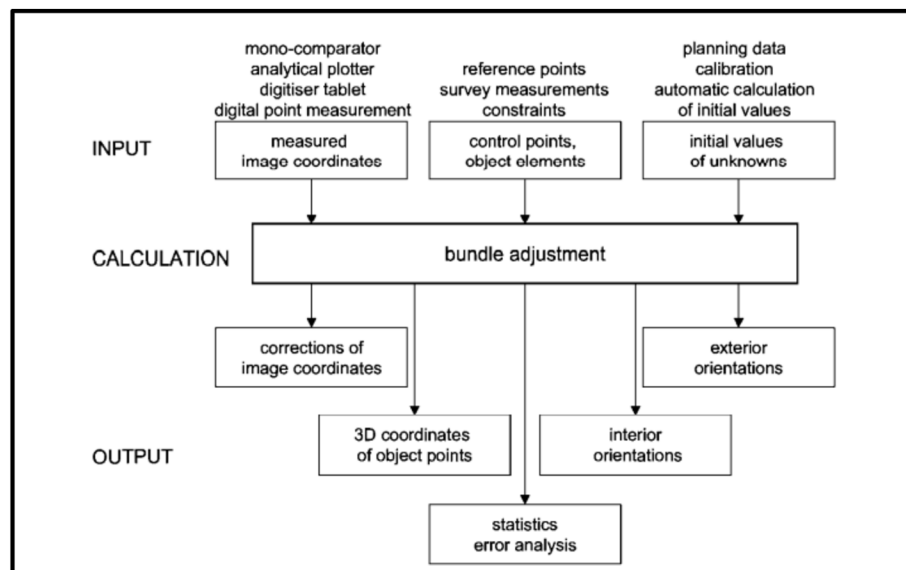 mono-comparator
analytical plotter
digitiser tablet
digital point measurement
reference points
survey measurements
constraints
planning data
calibration
automatic calculation
of initial values
INPUT
measured
image coordinates
control points,
object elements
initial values
of unknowns
CALCULATION
bundle adjustment
corrections of
image coordinates
exterior
orientations
OUTPUT
3D coordinates
of object points
interior
orientations
statistics
error analysis